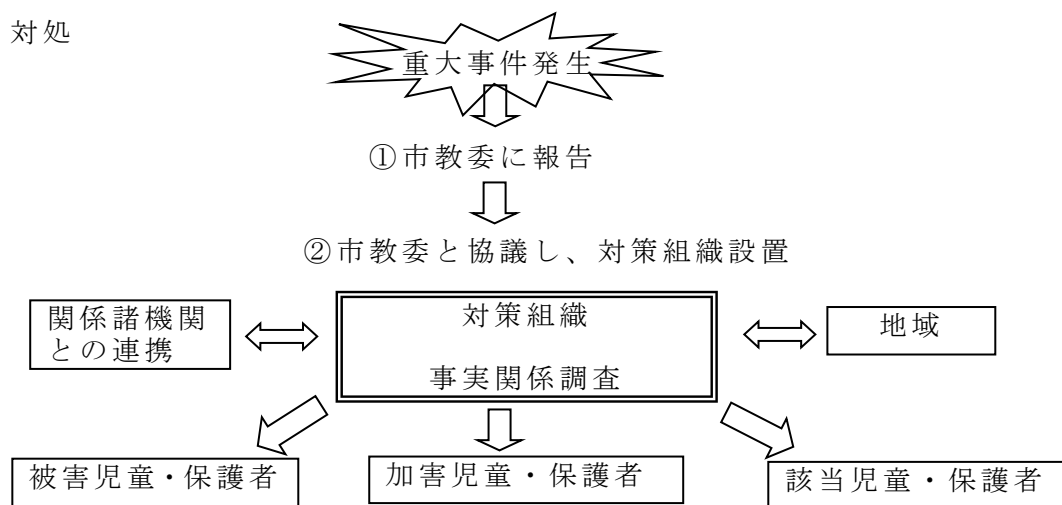 対処
重大事件発生
①市教委に報告
②市教委と協議し、対策組織設置
関係諸機関
との連携
対策組織
事実関係調査
地域
被害児童・保護者
加害児童・保護者
該当児童・保護者